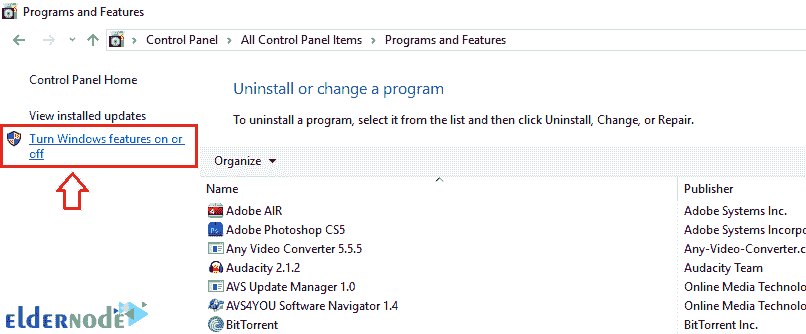 Programs and Features
Control Panel > All Control Panel Items > Programs and Features
Control Panel Home
View installed updates
Turn Windows features on or
off
Uninstall or change a program
To uninstall a program, select it from the list and then click Uninstall, Change, or Repair.
Organize
Name Publisher
Adobe AIR Adobe Systems Inc.
Adobe Photoshop CS5 Adobe Systems Incorpo
Any Video Converter 5.5.5 Any-Video-Converter.c
Audacity 2.1.2 Audacity Team
AVS Update Manager 1.0 Online Media Technolo
AVS4YOU Software Navigator 1.4 Online Media Technolo
BitTorrent BitTorrent Inc.
eLDERNODE